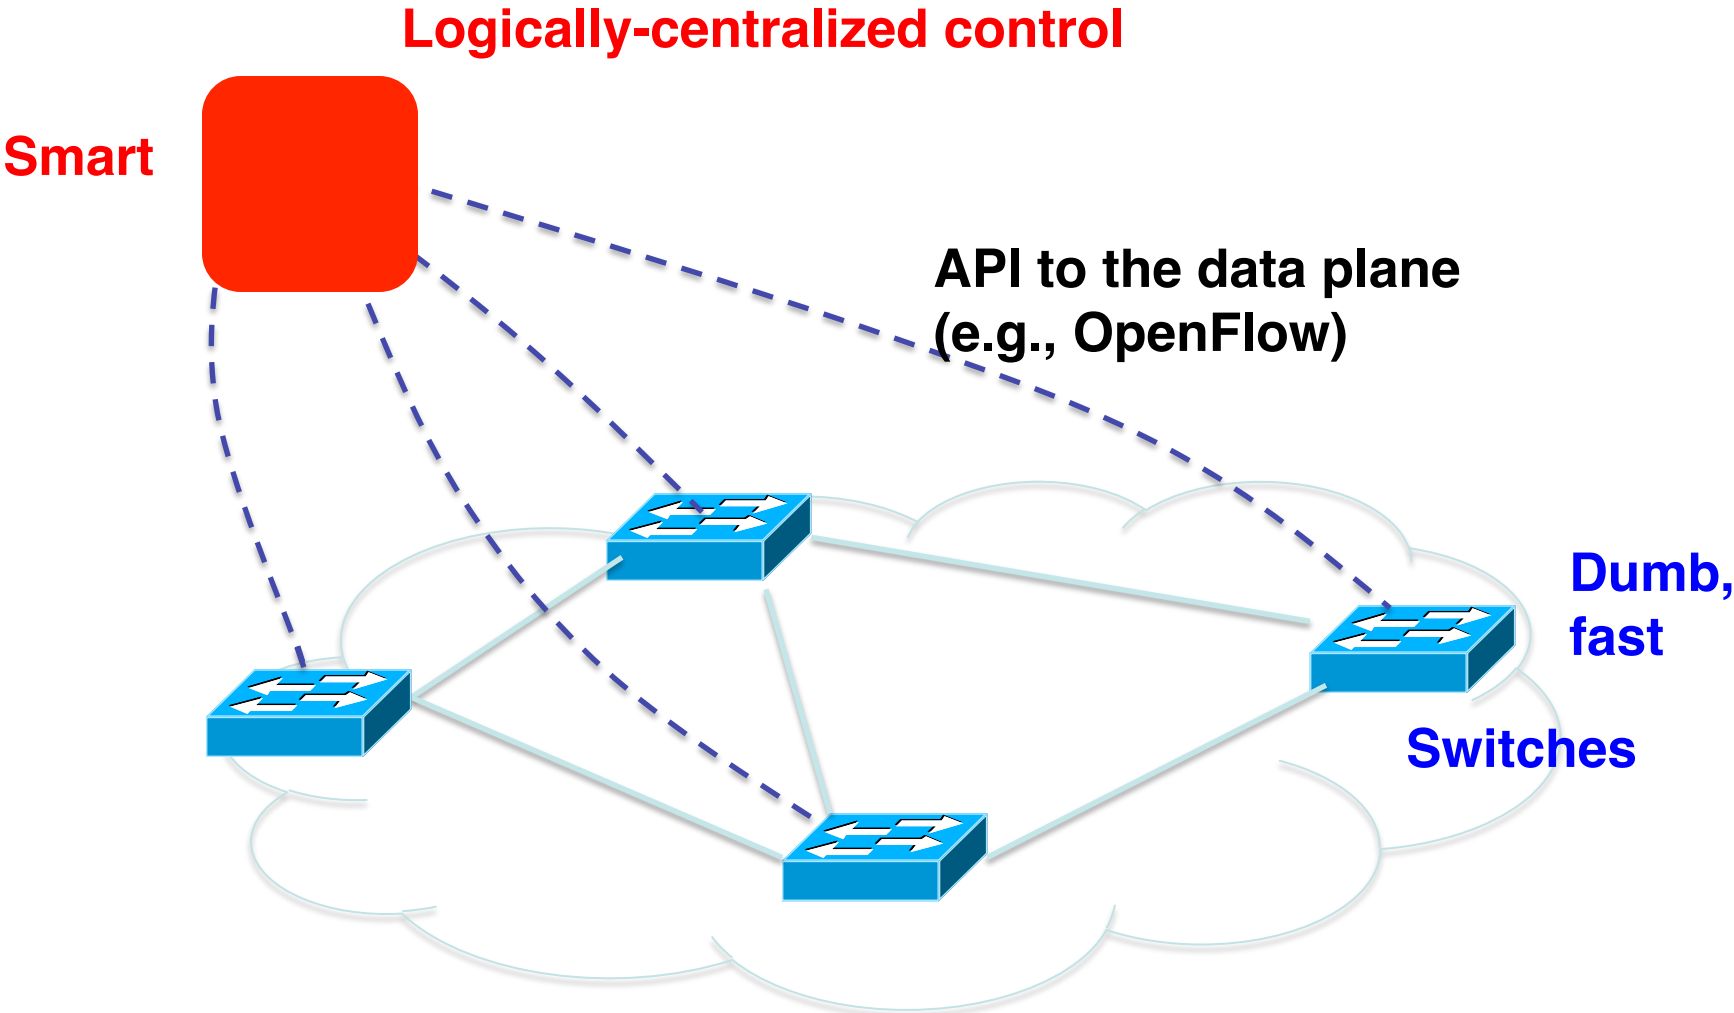 Logically-centralized control
Smart
API to the data plane
(e.g., OpenFlow)
Dumb,
fast
Switches